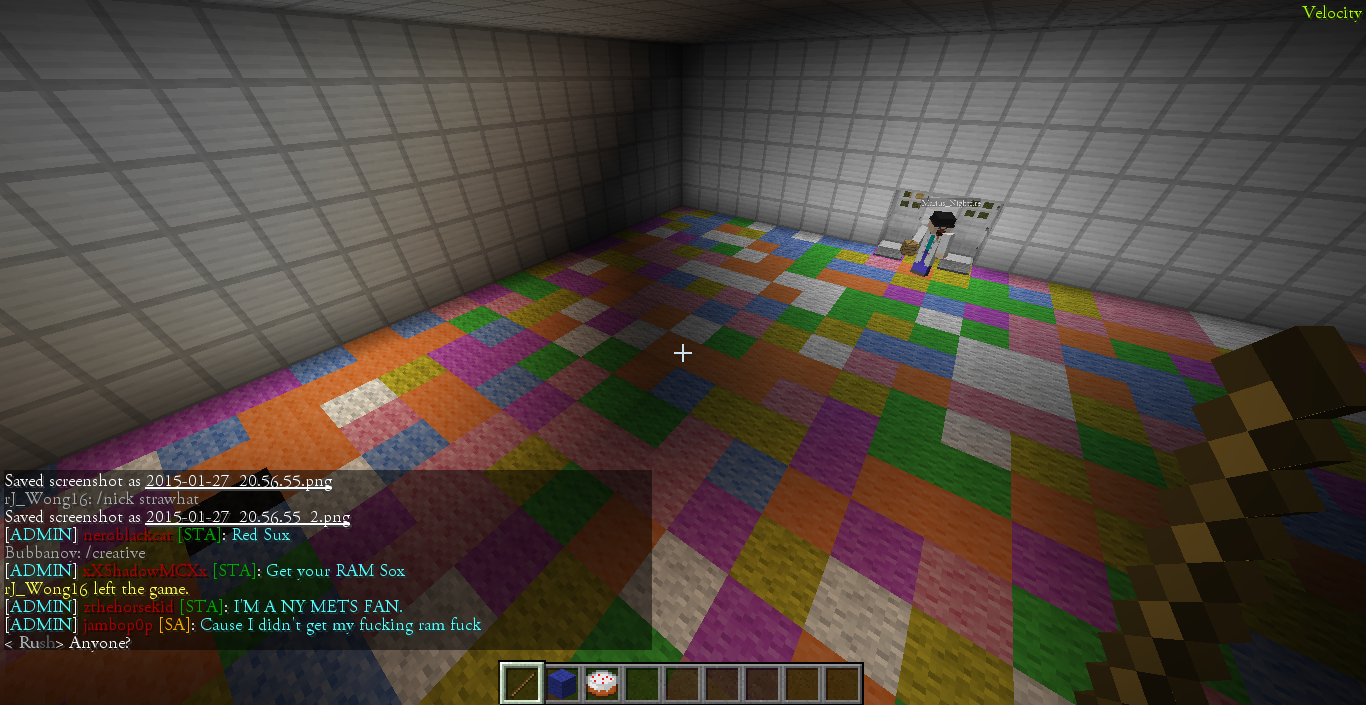 Velocity
Saved screenshot as 2015-01-27_20.56.55.png
rJ_Wong16: /nick strawhat
Saved screenshot as 2015-01-27_20.56.55_2.png
[ADMIN] neroblackcat [STA]: Red Sux
Bubbanov: /creative
[ADMIN] xXShadowMCXx [STA]: Get your RAM Sox
rJ_Wong16 left the game.
[ADMIN] zthehorsekid [STA]: I'M A NY METS FAN.
[ADMIN] jambop0p [SA]: Cause I didn't get my fucking ram fuck
< Rush> Anyone?